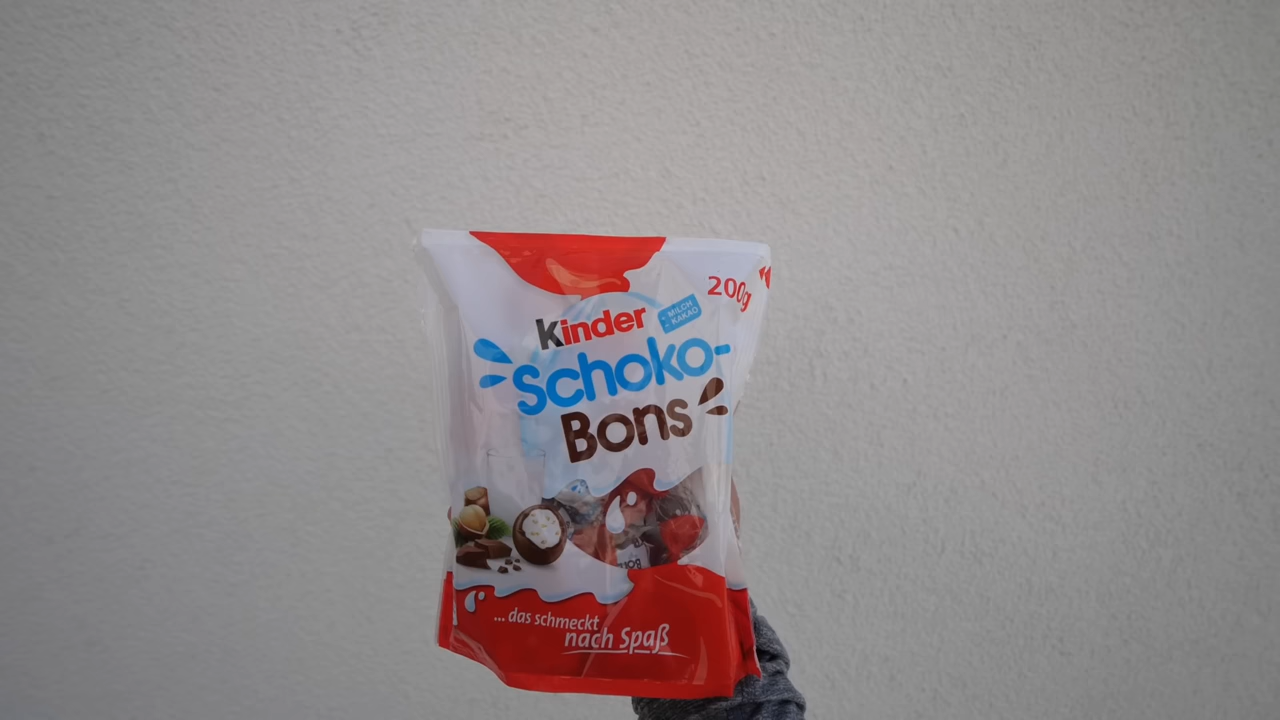 200g
kinder
MILCH
KAKAO
Schoko-
Bons
... das schmeckt
nach Spaß